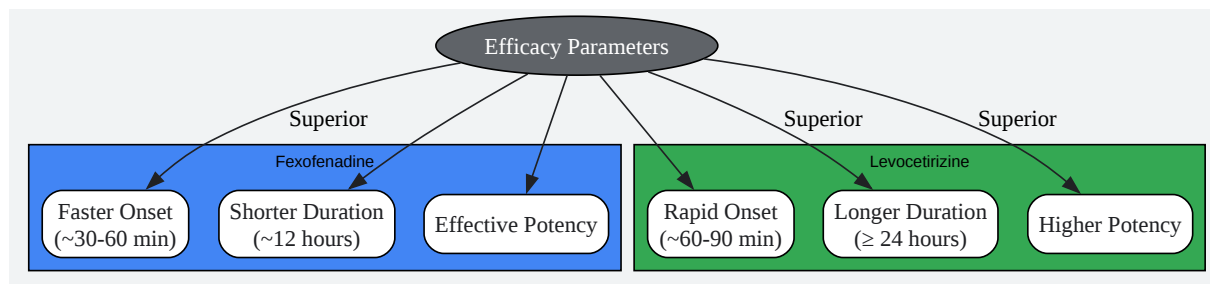 Efficacy Parameters
Superior
Superior
Superior
Fexofenadine
Faster Onset
(~30-60 min)
Shorter Duration
(~12 hours)
Effective Potency
Levocetirizine
Rapid Onset
(~60-90 min)
Longer Duration
(≥ 24 hours)
Higher Potency